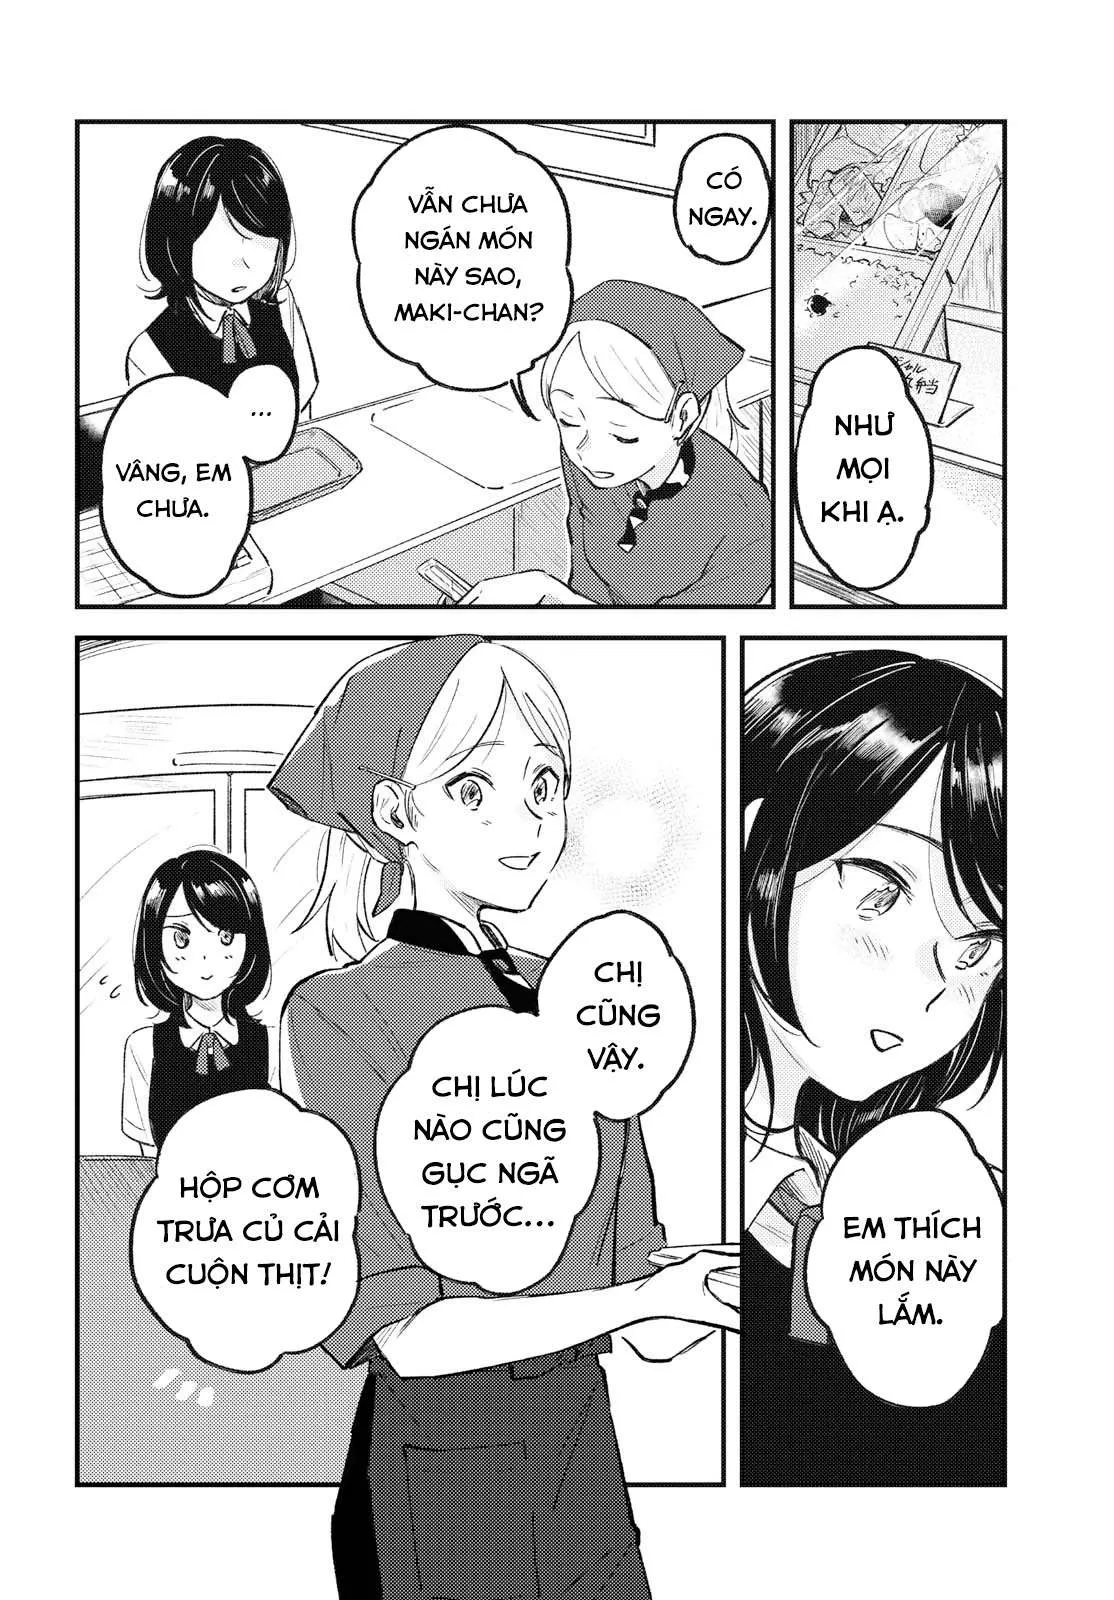 NHƯ
MỌI
KHI Ạ.
CÓ
NGAY.
VẪN CHƯA
NGÁN MÓN
NÀY SAO,
MAKI-CHAN?
...
VÂNG, EM
CHƯA.
EM THÍCH
MÓN NÀY
LẮM.
CHỊ
CŨNG
VẬY.
CHỊ LÚC
NÀO CŨNG
GỤC NGÃ
TRƯỚC...
HỘP CƠM
TRƯA CỦ CẢI
CUỘN THỊT!